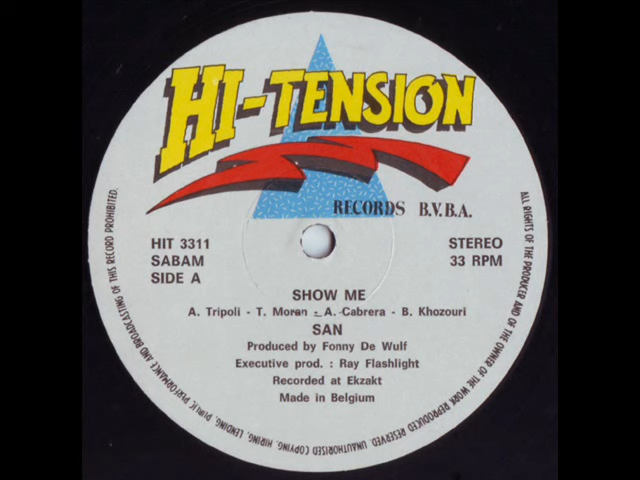 HI-TENSION
RECORDS B.V.B.A.
HIT 3311
SABAM
SIDE A
STEREO
33 RPM
SHOW ME
A. Tripoli - T. Moran - A. Cabrera - B. Khozouri
SAN
Produced by Fonny De Wulf
Executive prod. : Ray Flashlight
Recorded at Ekzakt
Made in Belgium
ALL RIGHTS OF THE PRODUCER AND OF THE OWNER OF THE WORK REPRODUCED RESERVED. UNAUTHORISED COPYING, HIRING, LENDING, PUBLIC PERFORMANCE AND BROADCASTING OF THIS RECORD PROHIBITED.